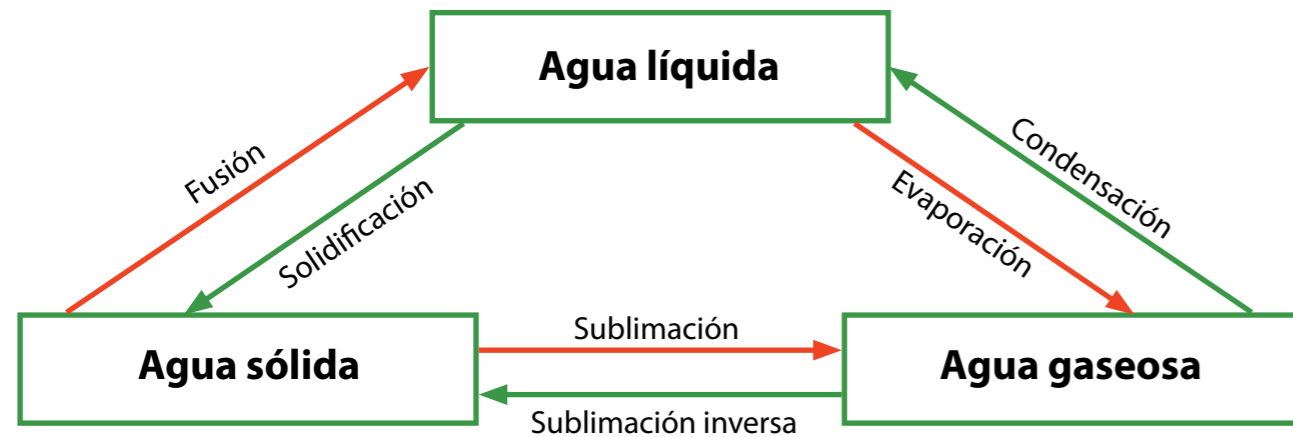 Agua líquida
Fusión
Solidificación
Condensación
Evaporación
Agua sólida
Sublimación
Sublimación inversa
Agua gaseosa